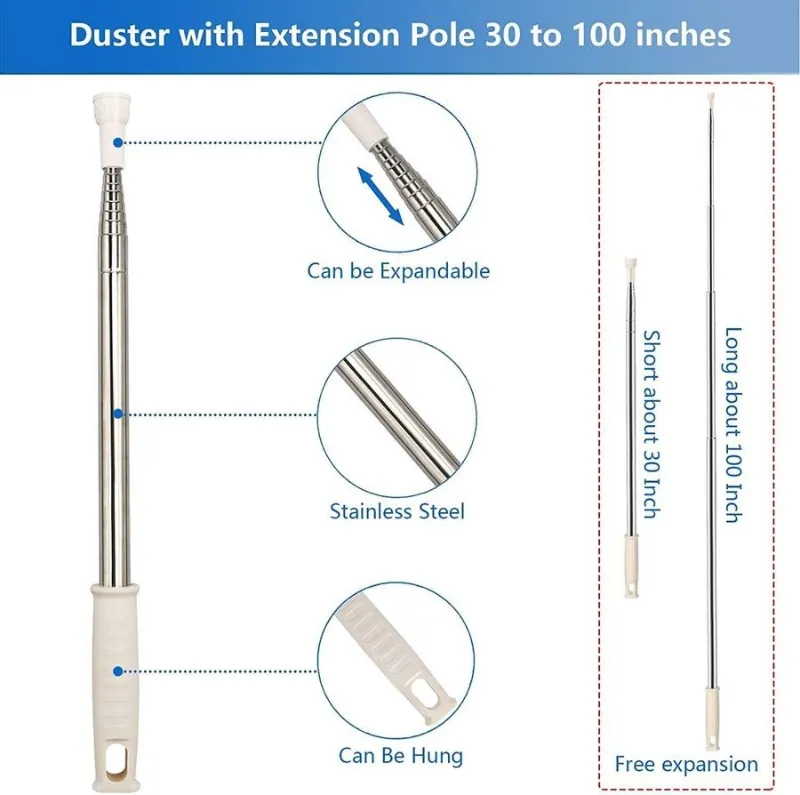 Duster with Extension Pole 30 to 100 inches
Can be Expandable
Stainless Steel
Can Be Hung
Short about 30 Inch
Long about 100 Inch
Free expansion